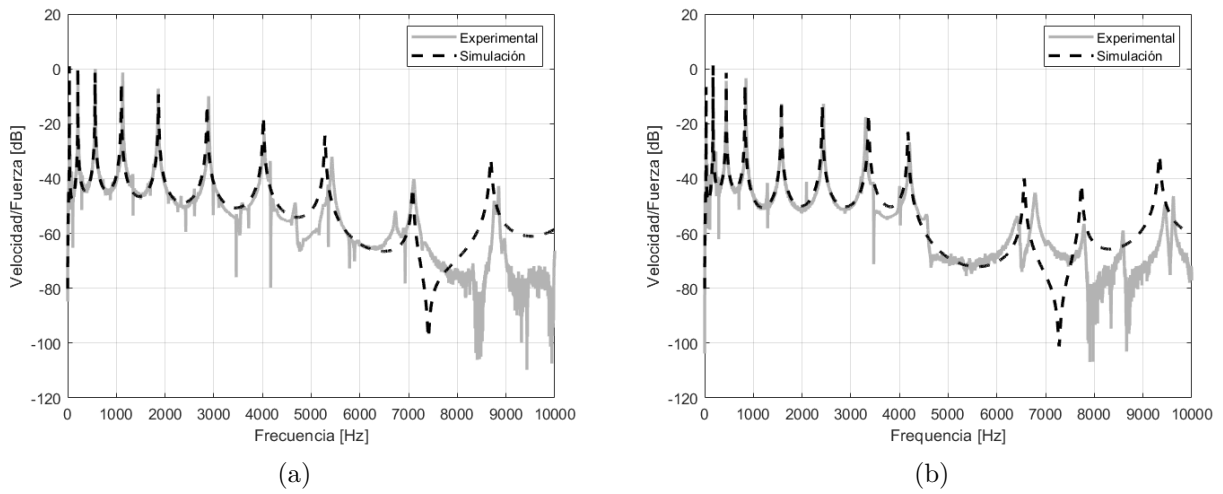 20
0
-20
-40
-60
-80
-100
-120
Velocidad/Fuerza [dB]
Experimental
Simulación
0 1000 2000 3000 4000 5000 6000 7000 8000 9000 10000
Frecuencia [Hz]
(a)
20
0
-20
-40
-60
-80
-100
-120
Velocidad/Fuerza [dB]
Experimental
Simulación
0 1000 2000 3000 4000 5000 6000 7000 8000 9000 10000
Frequencia [Hz]
(b)